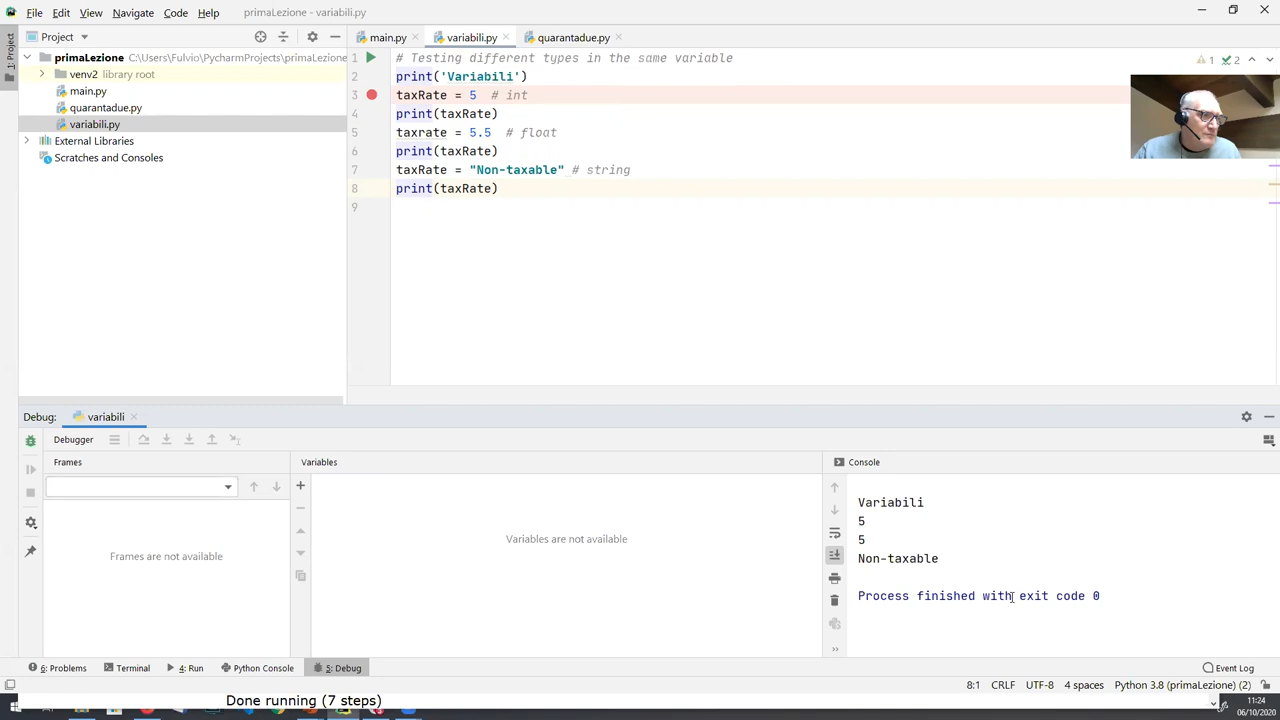 File Edit View Navigate Code Help primaLezione - variabili.py
1: Project
Project
main.py
variabili.py
quarantadue.py
primaLezione C:\Users\Fulvio\PycharmProjects\primaLezione
venv2 library root
main.py
quarantadue.py
variabili.py
External Libraries
Scratches and Consoles
1 # Testing different types in the same variable
2 print('Variabili')
3 taxRate = 5 # int
4 print(taxRate)
5 taxrate = 5.5 # float
6 print(taxRate)
7 taxRate = "Non-taxable" # string
8 print(taxRate)
9
1 2
Debug: variabili
Debugger
Frames
Variables
Console
Frames are not available
Variables are not available
Variabili
5
5
Non-taxable
Process finished with exit code 0
6: Problems Terminal 4: Run Python Console 5: Debug Event Log
8:1 CRLF UTF-8 4 spaces Python 3.8 (primaLezione) (2)
Done running (7 steps)
11:24
06/10/2020